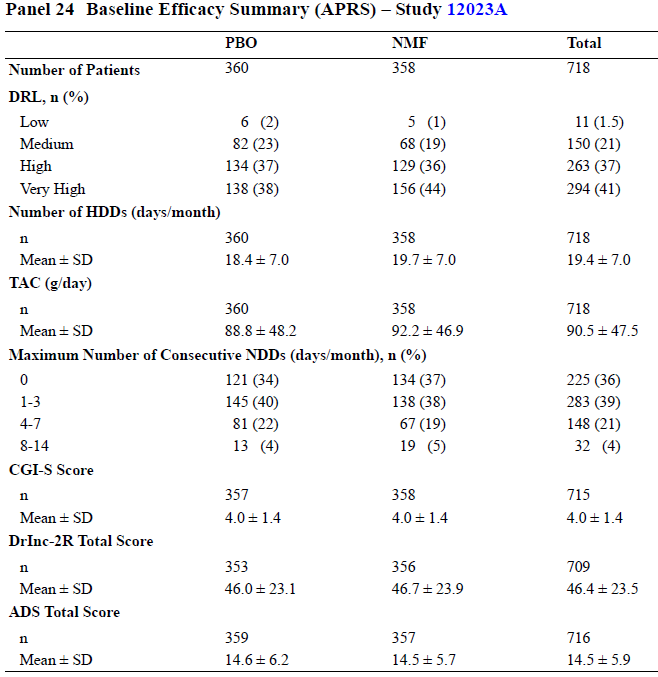 Panel 24 Baseline Efficacy Summary (APRS) – Study 12023A
PBO NMF Total
Number of Patients 360 358 718
DRL, n (%)
Low 6 (2) 5 (1) 11 (1.5)
Medium 82 (23) 68 (19) 150 (21)
High 134 (37) 129 (36) 263 (37)
Very High 138 (38) 156 (44) 294 (41)
Number of HDDs (days/month)
n 360 358 718
Mean ± SD 18.4 ± 7.0 19.7 ± 7.0 19.4 ± 7.0
TAC (g/day)
n 360 358 718
Mean ± SD 88.8 ± 48.2 92.2 ± 46.9 90.5 ± 47.5
Maximum Number of Consecutive NDDs (days/month), n (%)
0 121 (34) 134 (37) 225 (36)
1-3 145 (40) 138 (38) 283 (39)
4-7 81 (22) 67 (19) 148 (21)
8-14 13 (4) 19 (5) 32 (4)
CGI-S Score
n 357 358 715
Mean ± SD 4.0 ± 1.4 4.0 ± 1.4 4.0 ± 1.4
DrInc-2R Total Score
n 353 356 709
Mean ± SD 46.0 ± 23.1 46.7 ± 23.9 46.4 ± 23.5
ADS Total Score
n 359 357 716
Mean ± SD 14.6 ± 6.2 14.5 ± 5.7 14.5 ± 5.9